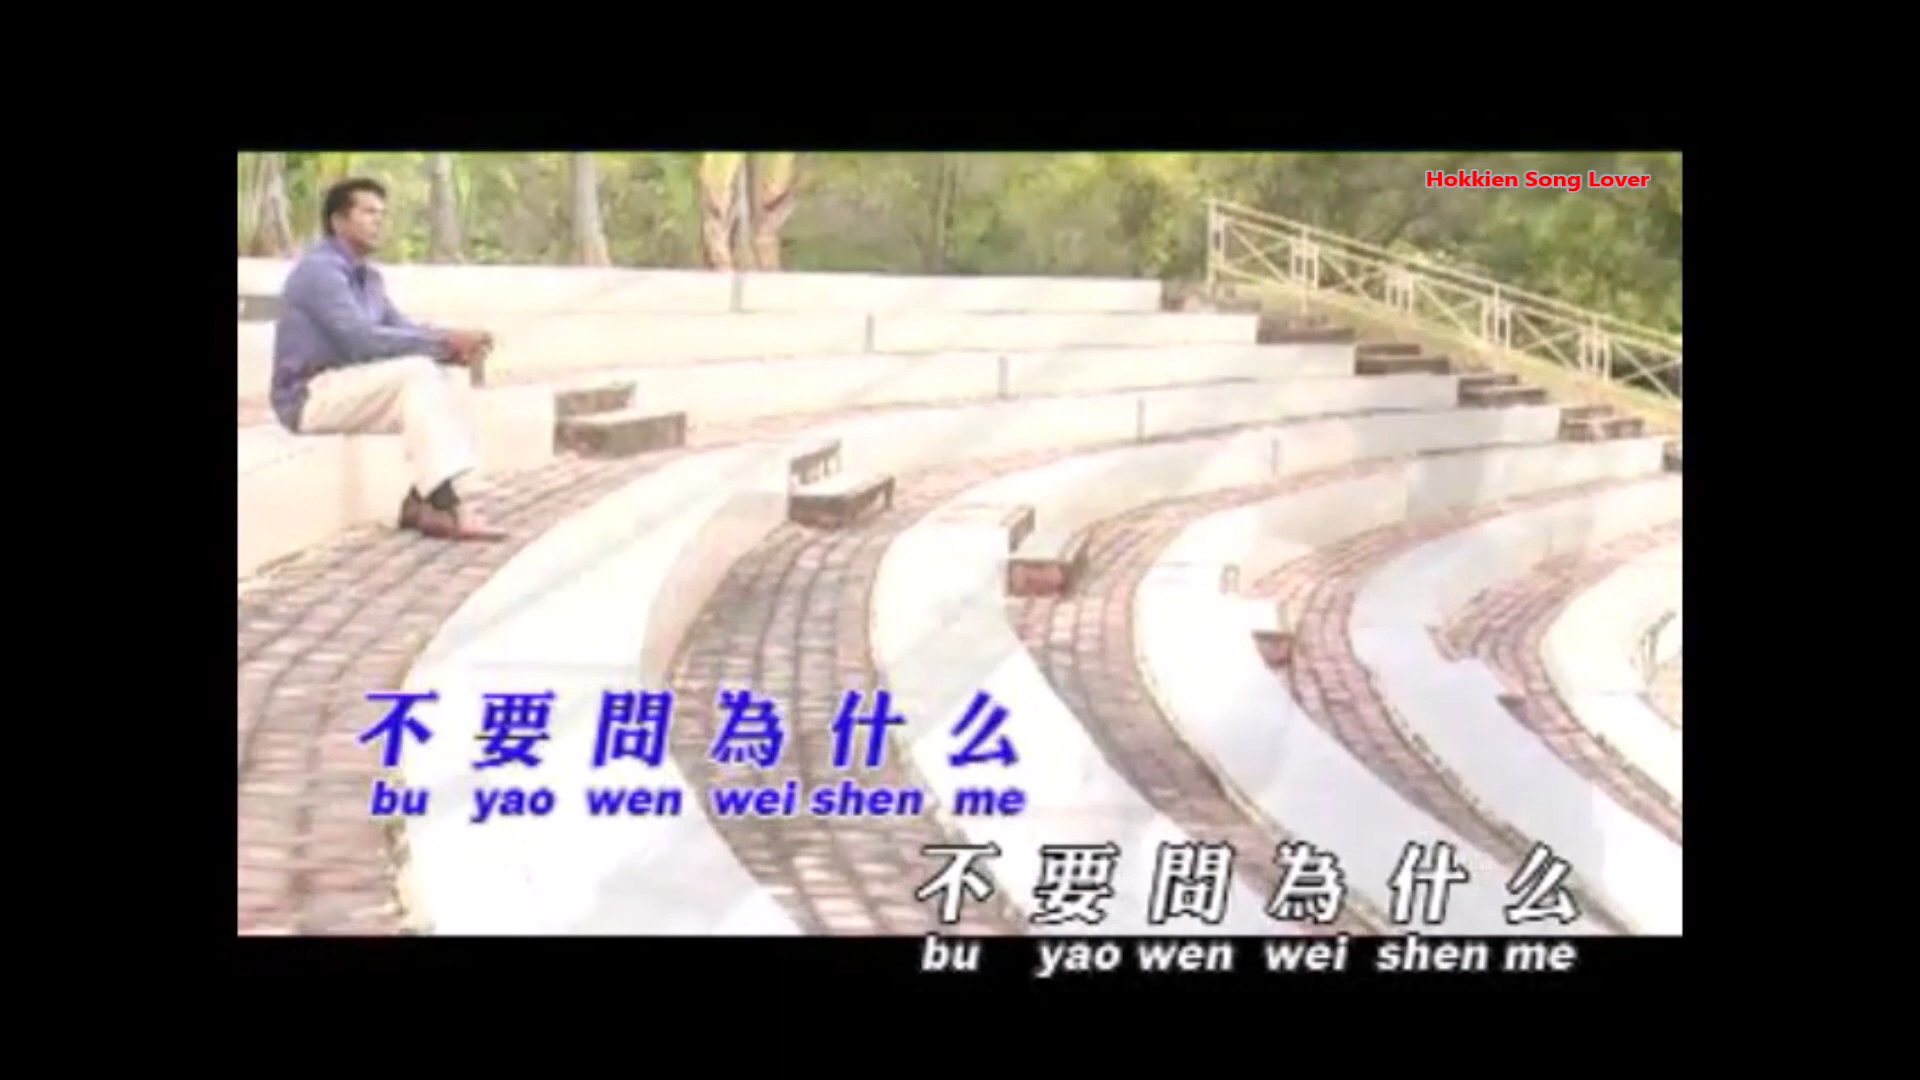 Hokkien Song Lover
不要問為什么
bu yao wen wei shen me
不要問為什么
bu yao wen wei shen me